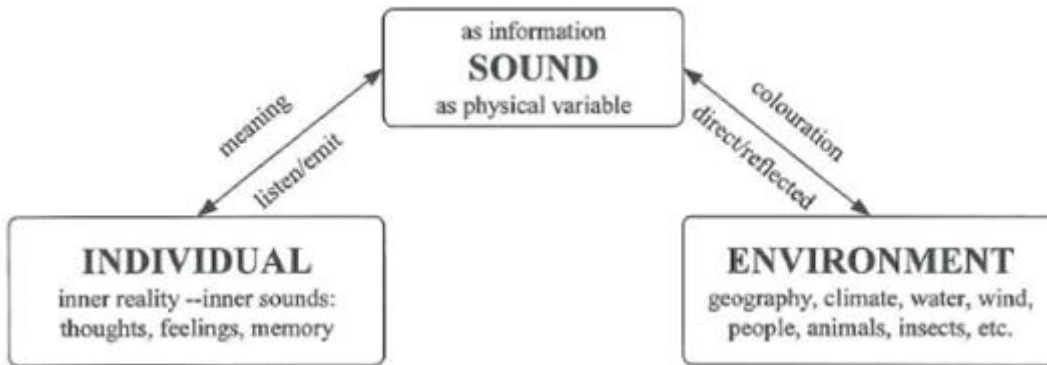 as information
SOUND
as physical variable
meaning
listen/emit
colouration
direct/reflected
INDIVIDUAL
inner reality --inner sounds:
thoughts, feelings, memory
ENVIRONMENT
geography, climate, water, wind,
people, animals, insects, etc.